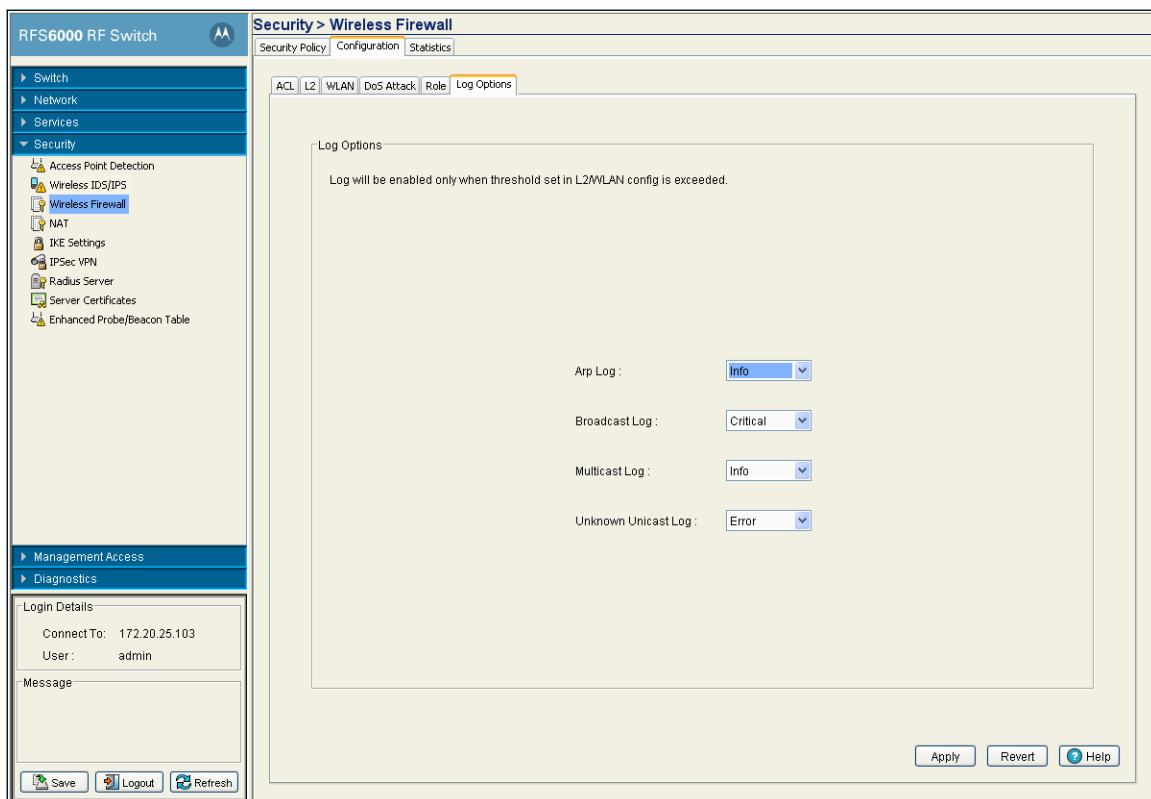 RFS6000 RF Switch
Switch
Network
Services
Security
Access Point Detection
Wireless IDS/IPS
Wireless Firewall
NAT
IKE Settings
IPSec VPN
Radius Server
Server Certificates
Enhanced Probe/Beacon Table
Management Access
Diagnostics
Login Details
Connect To: 172.20.25.103
User : admin
Message
Save Logout Refresh
Security > Wireless Firewall
Security Policy Configuration Statistics
ACL L2 WLAN DoS Attack Role Log Options
Log Options
Log will be enabled only when threshold set in L2/WLAN config is exceeded.
Arp Log : Info
Broadcast Log : Critical
Multicast Log : Info
Unknown Unicast Log : Error
Apply Revert ? Help